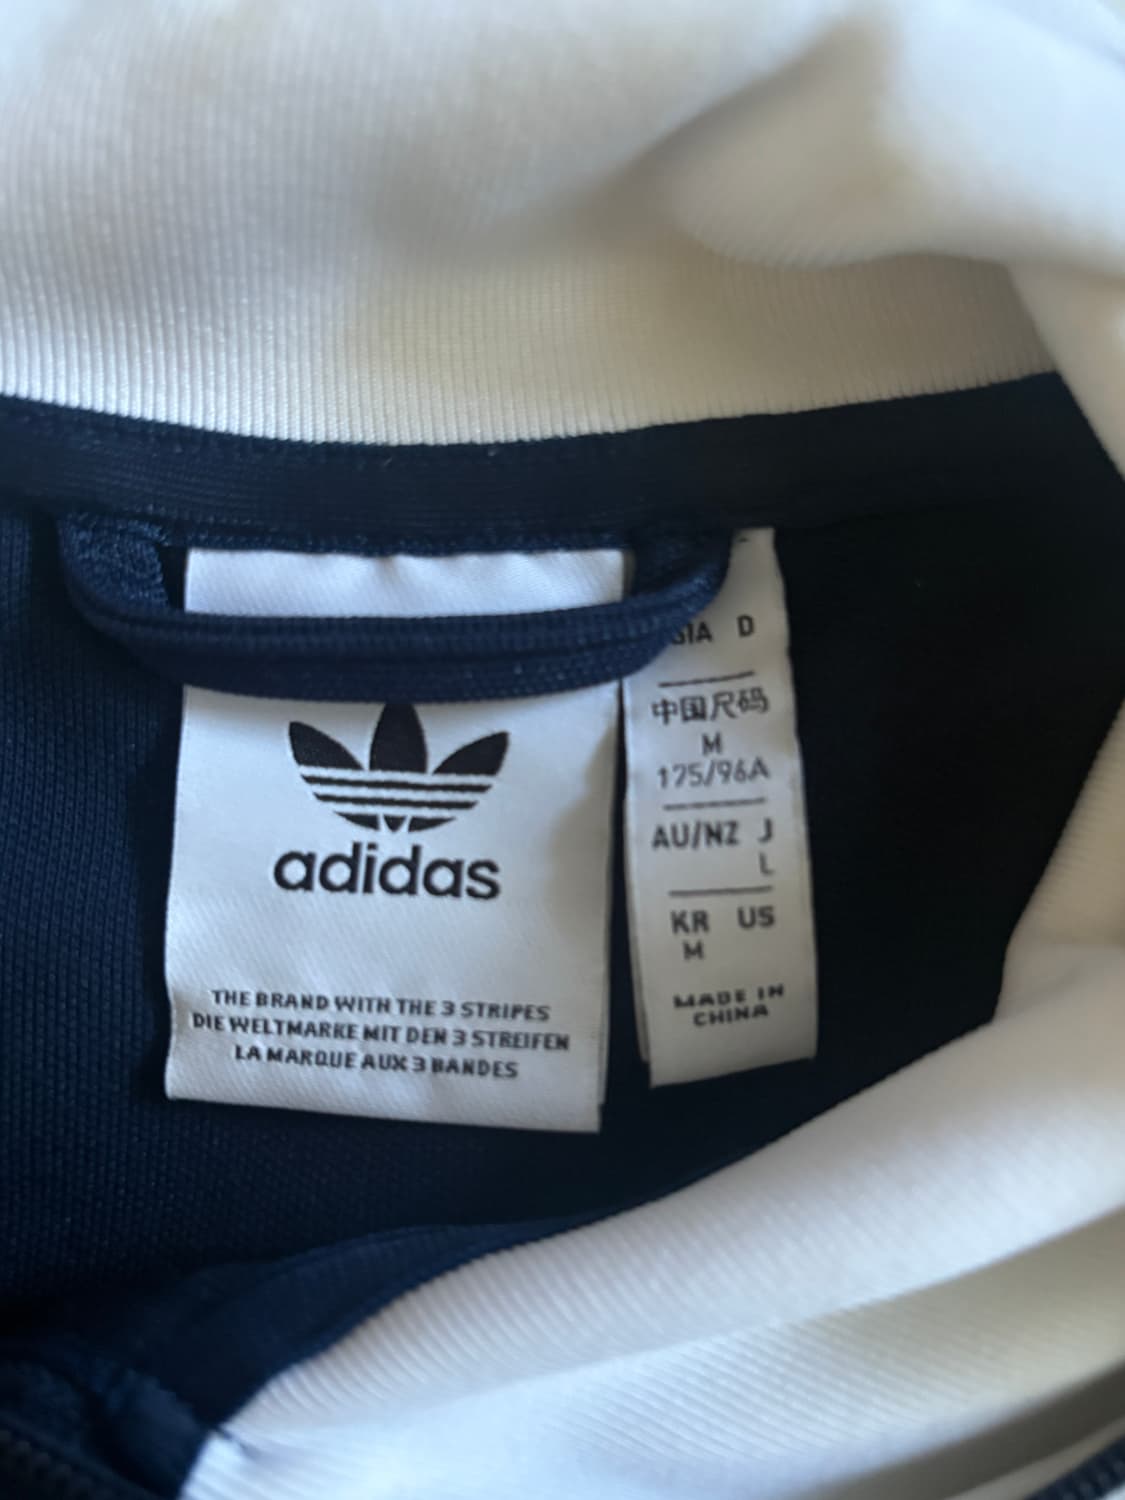 adidas
THE BRAND WITH THE 3 STRIPES
DIE WELTMARKE MIT DEN 3 STREIFEN
LA MARQUE AUX 3 BANDES
D
中国尺码
M
175/96A
AU/NZ J
L
KR US
M
MADE IN
CHINA